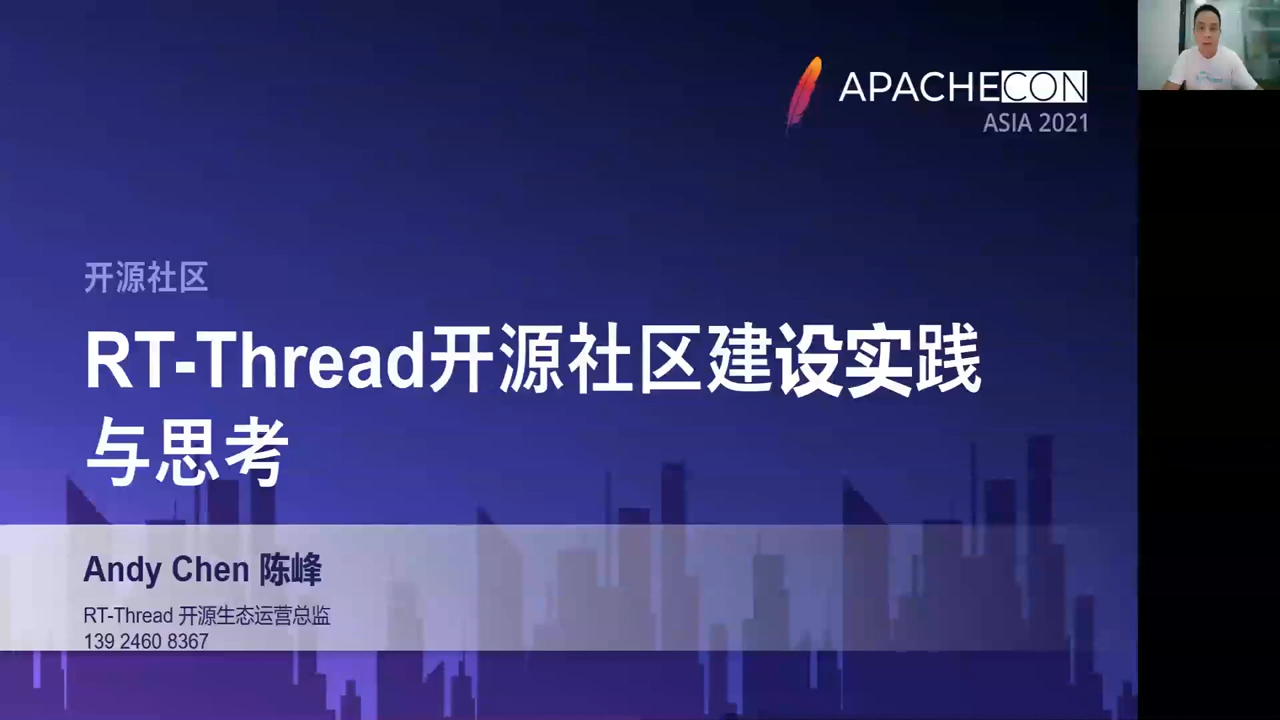 APACHECON
ASIA 2021
开源社区
RT-Thread开源社区建设实践
与思考
Andy Chen 陈峰
RT-Thread 开源生态运营总监
139 2460 8367